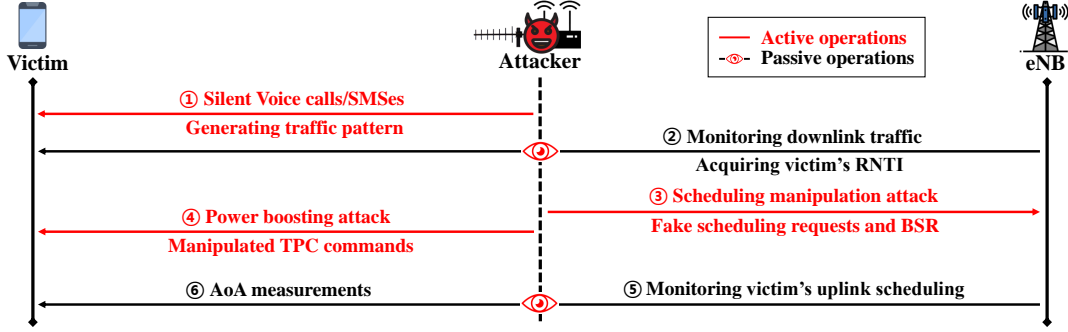 Victim
Attacker
eNB
Active operations
Passive operations
① Silent Voice calls/SMSes
Generating traffic pattern
② Monitoring downlink traffic
Acquiring victim's RNTI
③ Scheduling manipulation attack
Fake scheduling requests and BSR
④ Power boosting attack
Manipulated TPC commands
⑥ AoA measurements
⑤ Monitoring victim's uplink scheduling